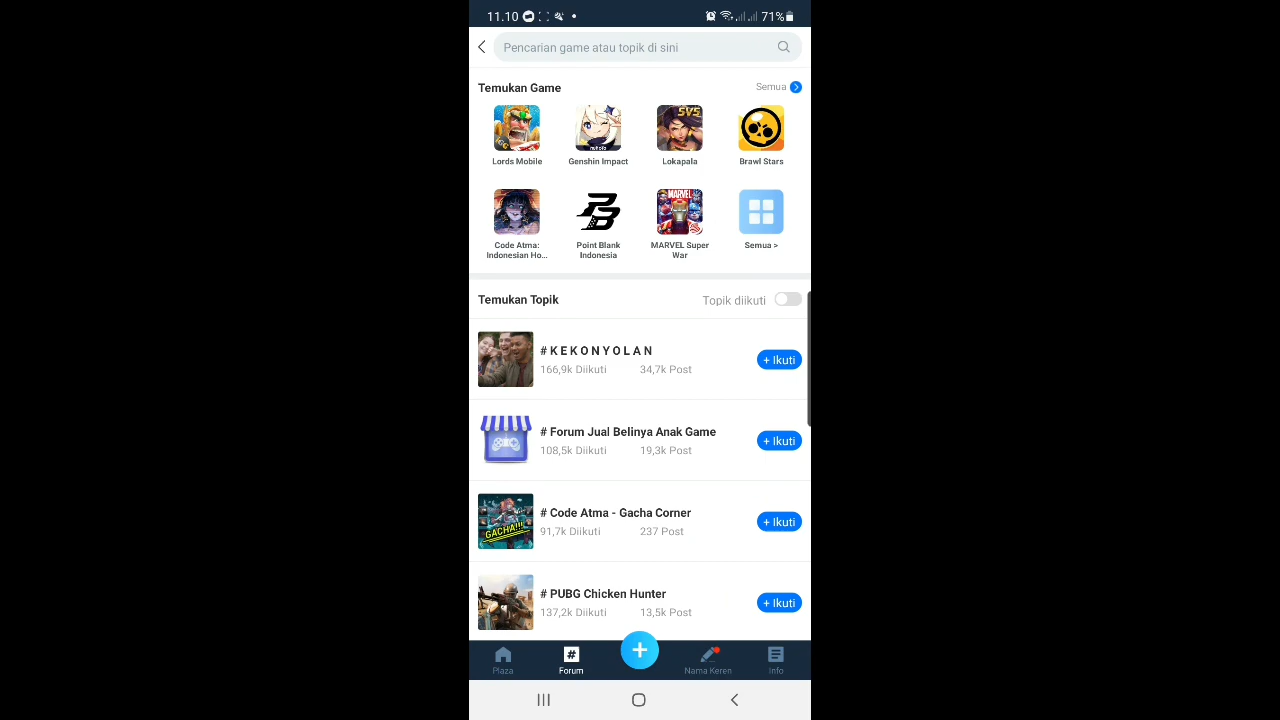 11.10
71%
Pencarian game atau topik di sini
Temukan Game
Semua
IGG
SVS
MARVEL
Lords Mobile
Genshin Impact
Lokapala
Brawl Stars
Code Atma:
Indonesian Ho...
Point Blank
Indonesia
MARVEL Super
War
Semua >
Temukan Topik
Topik diikuti
# K E K O N Y O L A N
166,9k Diikuti
34,7k Post
+ Ikuti
# Forum Jual Belinya Anak Game
108,5k Diikuti
19,3k Post
+ Ikuti
GACHA!!!
# Code Atma - Gacha Corner
91,7k Diikuti
237 Post
+ Ikuti
# PUBG Chicken Hunter
137,2k Diikuti
13,5k Post
+ Ikuti
Plaza
Forum
Nama Keren
Info